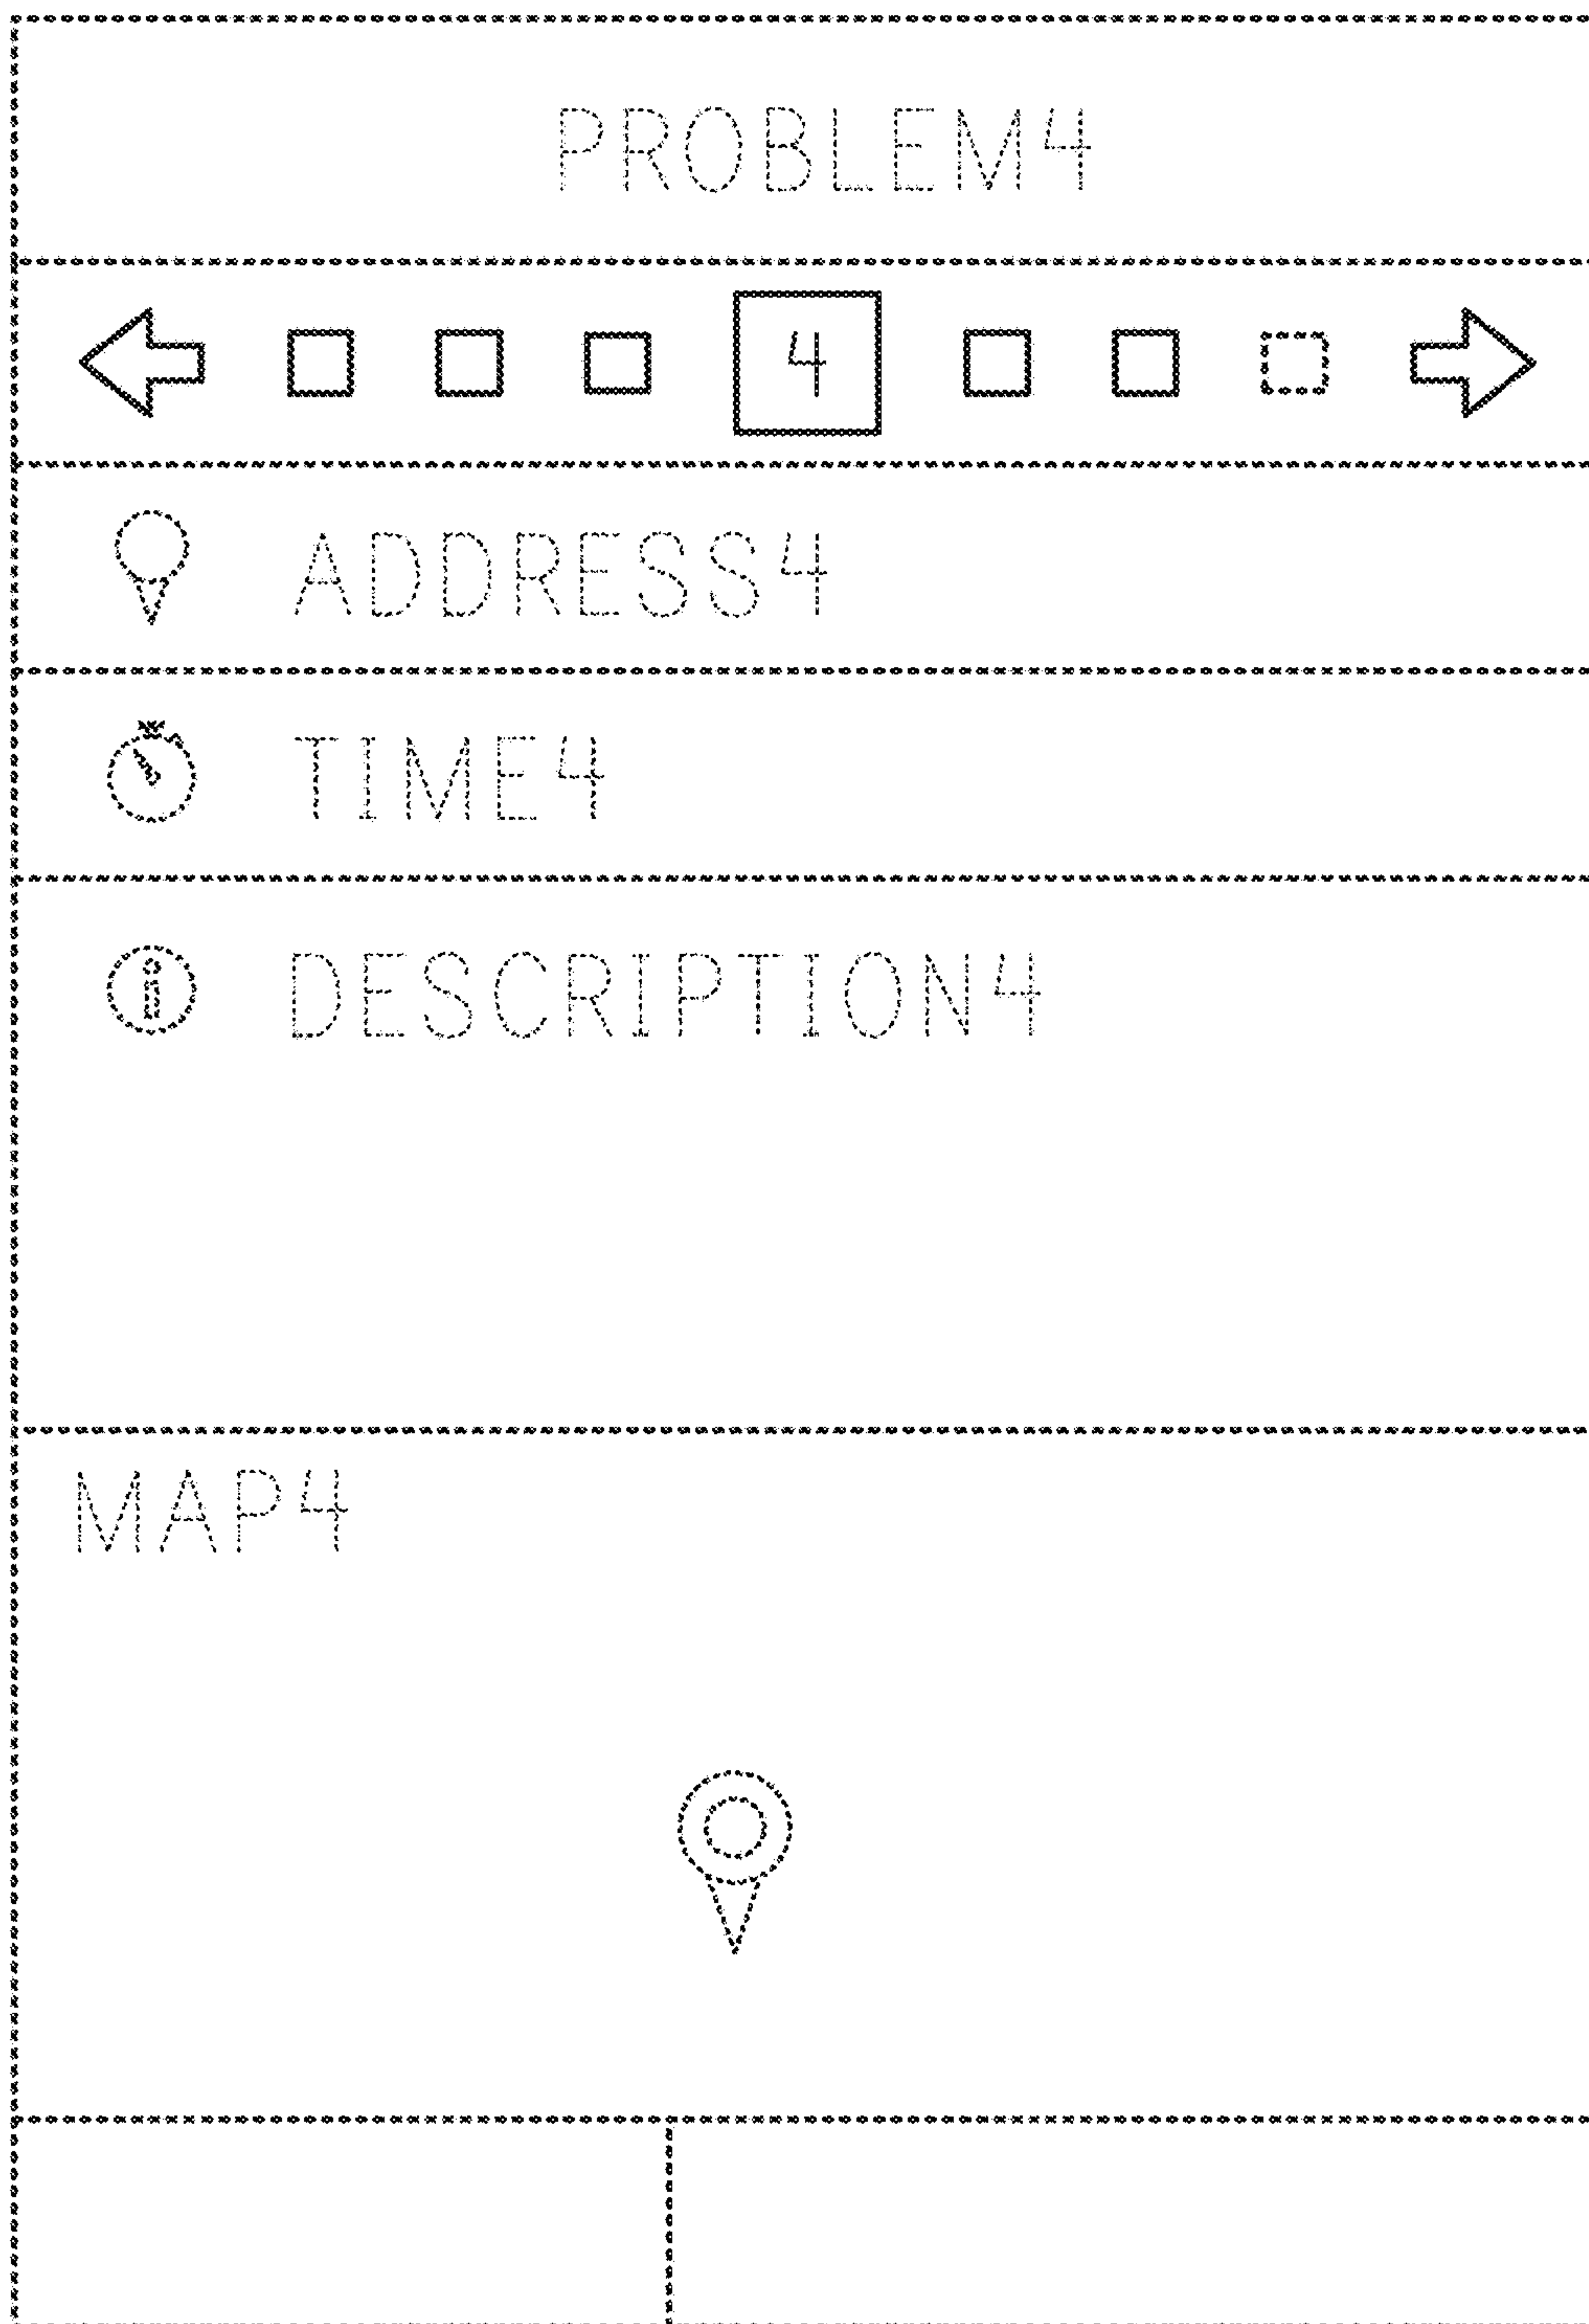 PROBLEM4
4
ADDRESS4
TIME4
i DESCRIPTION4
MAP4